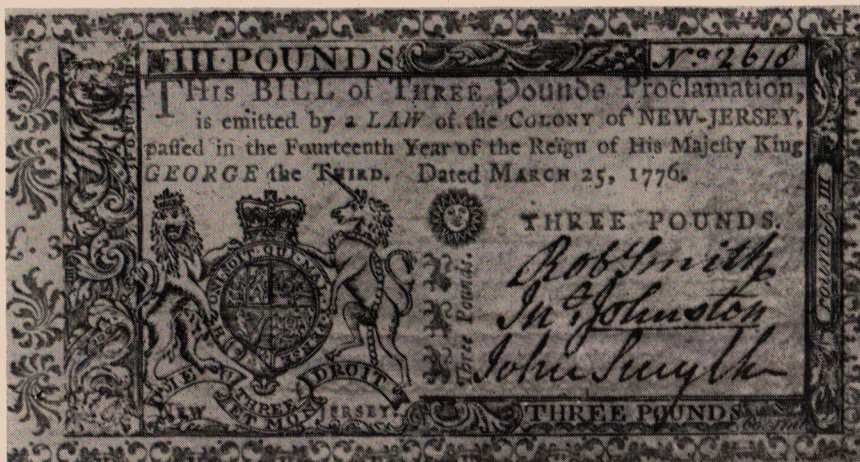 III·POUNDS
No 2618
THIS BILL of THREE Pounds Proclamation,
is emitted by a LAW of the COLONY of NEW-JERSEY,
paſſed in the Fourteenth Year of the Reign of His Majeſty King
GEORGE the THIRD. Dated MARCH 25, 1776.
THREE POUNDS.
Three Pounds.
Robt Smith
Jno Johnston
John Smyth
HONI SOIT QUI MAL
DIEU ET MON DROIT
THREE
NEW JERSEY
THREE POUNDS
III Pounds
£. 3